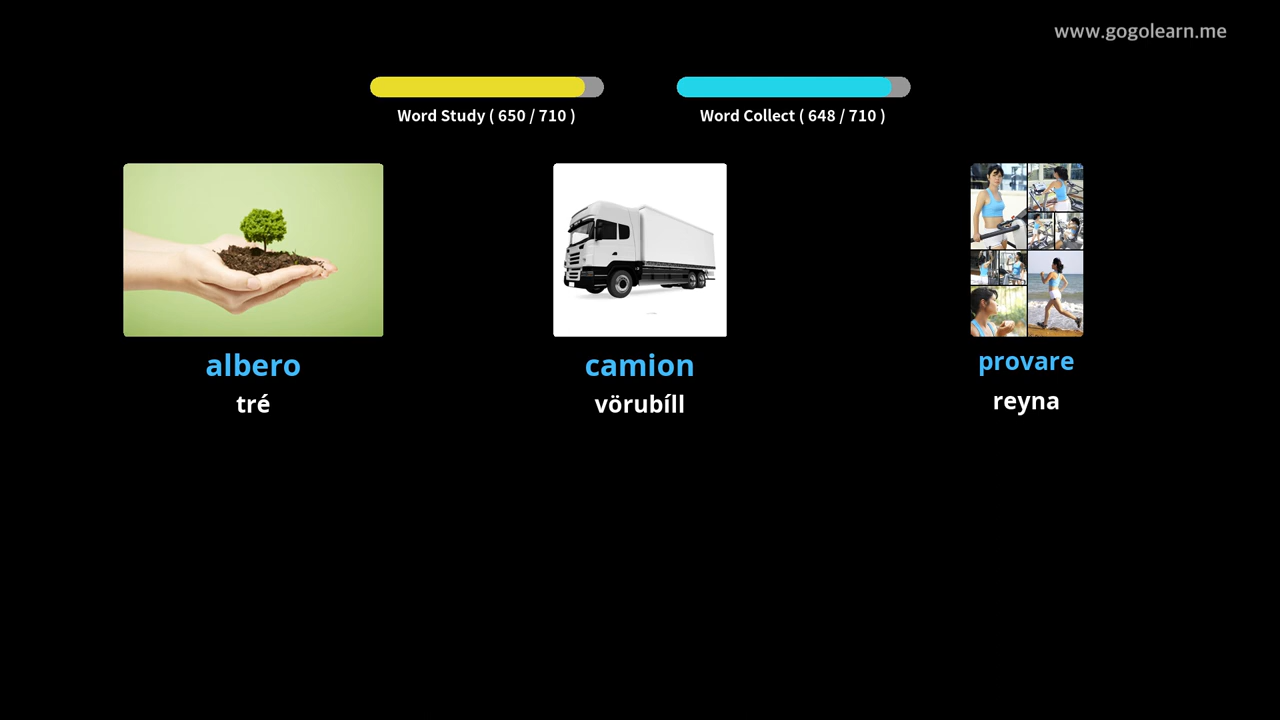 www.gogolearn.me
Word Study ( 650 / 710 )
Word Collect ( 648 / 710 )
albero
tré
camion
vörubíll
provare
reyna